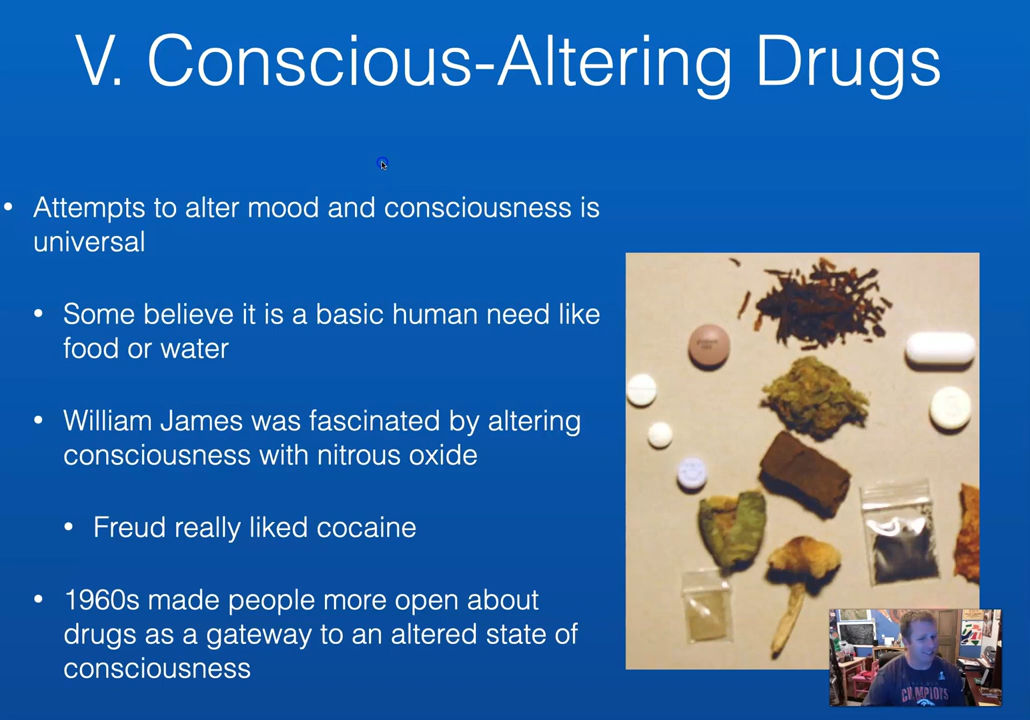 V. Conscious-Altering Drugs
• Attempts to alter mood and consciousness is
universal
• Some believe it is a basic human need like
food or water
• William James was fascinated by altering
consciousness with nitrous oxide
• Freud really liked cocaine
• 1960s made people more open about
drugs as a gateway to an altered state of
consciousness
CHAMPIONS